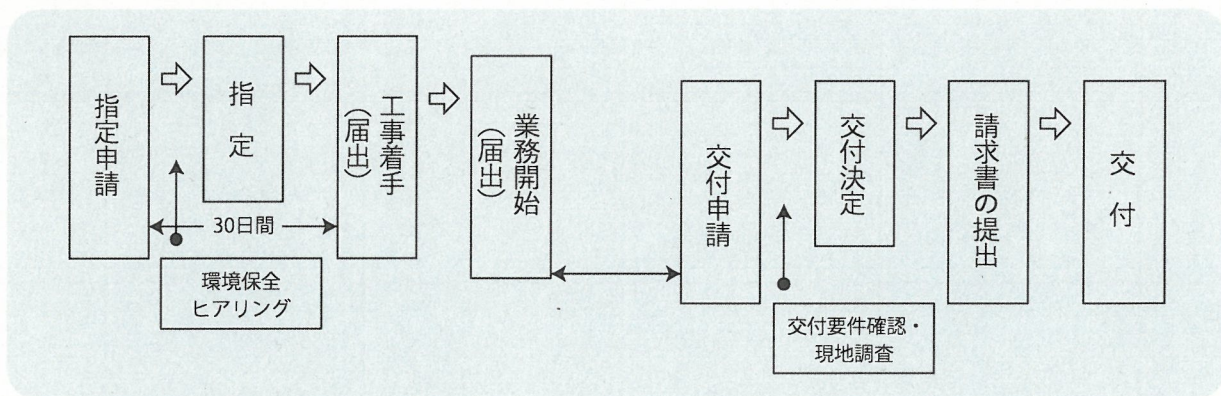 指定申請
指定
30日間
環境保全
ヒアリング
工事着手
（届出）
業務開始
（届出）
交付申請
交付決定
交付要件確認・
現地調査
請求書の提出
交付